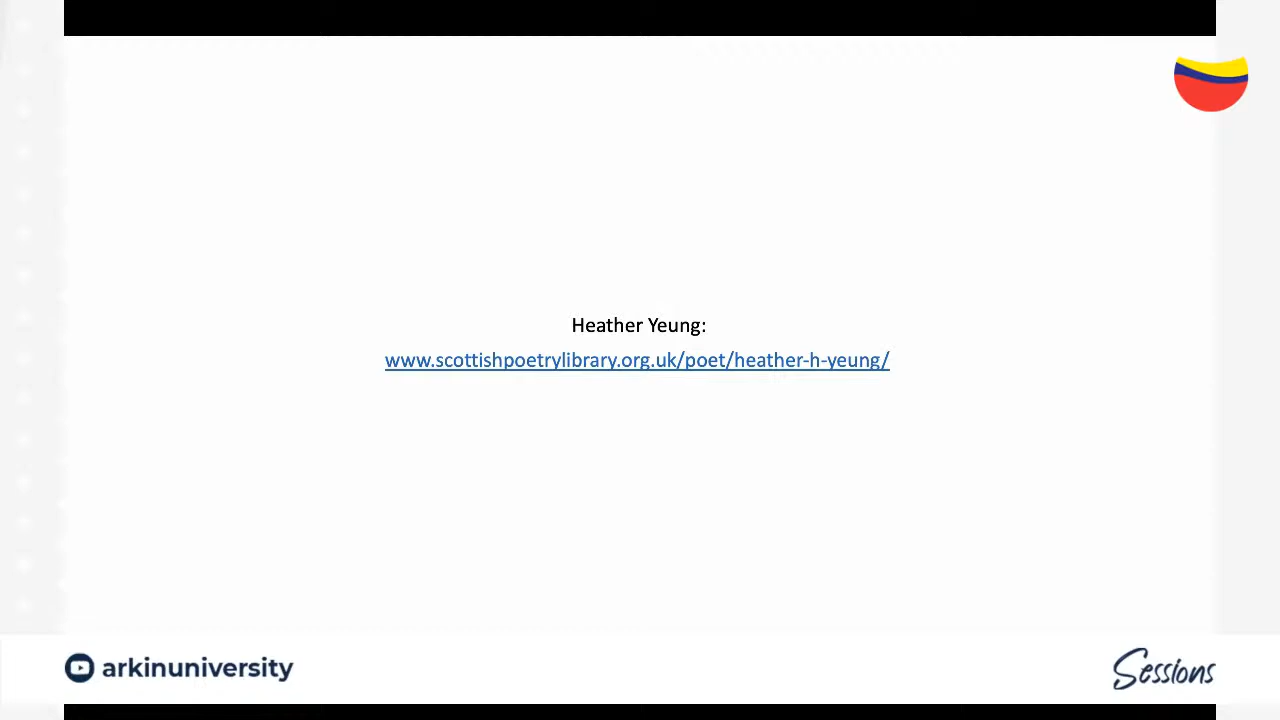 Heather Yeung:
www.scottishpoetrylibrary.org.uk/poet/heather-h-yeung/
arkinuniversity
Sessions